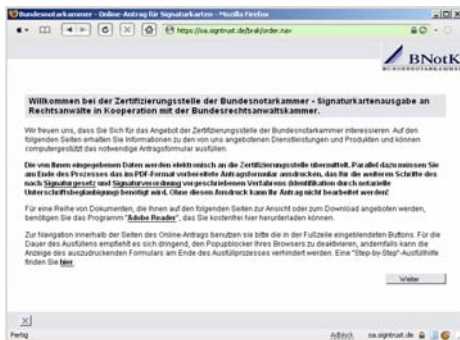 Bundesnotarkammer - Online-Antrag für Signaturkarten - Mozilla Firefox
https://oa.signtrust.de/brak/order.nav
BNotK
BUNDESNOTARKAMMER
Willkommen bei der Zertifizierungsstelle der Bundesnotarkammer - Signaturkartenausgabe an
Rechtsanwälte in Kooperation mit der Bundesrechtsanwaltskammer.
Wir freuen uns, dass Sie sich für das Angebot der Zertifizierungsstelle der Bundesnotarkammer interessieren. Auf den
folgenden Seiten erhalten Sie Informationen zu den von uns angebotenen Dienstleistungen und Produkten und können
computergestützt das notwendige Antragsformular ausfüllen.
Die von Ihnen eingegebenen Daten werden elektronisch an die Zertifizierungsstelle übermittelt. Parallel dazu müssen Sie
am Ende des Prozesses das im PDF-Format vorbereitete Antragsformular ausdrucken, das für die weiteren Schritte des
nach Signaturgesetz und Signaturverordnung vorgeschriebenen Verfahrens (Identifikation durch notarielle
Unterschriftsbeglaubigung) benötigt wird. Ohne diesen Ausdruck kann Ihr Antrag nicht bearbeitet werden!
Für eine Reihe von Dokumenten, die Ihnen auf den folgenden Seiten zur Ansicht oder zum Download angeboten werden,
benötigen Sie das Programm "Adobe Reader", das Sie kostenfrei hier herunterladen können.
Zur Navigation innerhalb der Seiten des Online-Antrags benutzen sie bitte die in der Fußzeile eingeblendeten Buttons. Für die
Dauer des Ausfüllens empfiehlt es sich dringend, den Popupblocker Ihres Browsers zu deaktivieren, andernfalls kann die
Anzeige des auszudruckenden Formulars am Ende des Ausfüllprozesses verhindert werden. Eine "Step-by-Step"-Ausfüllhilfe
finden Sie hier.
Weiter
Fertig
Adblock
oa.signtrust.de